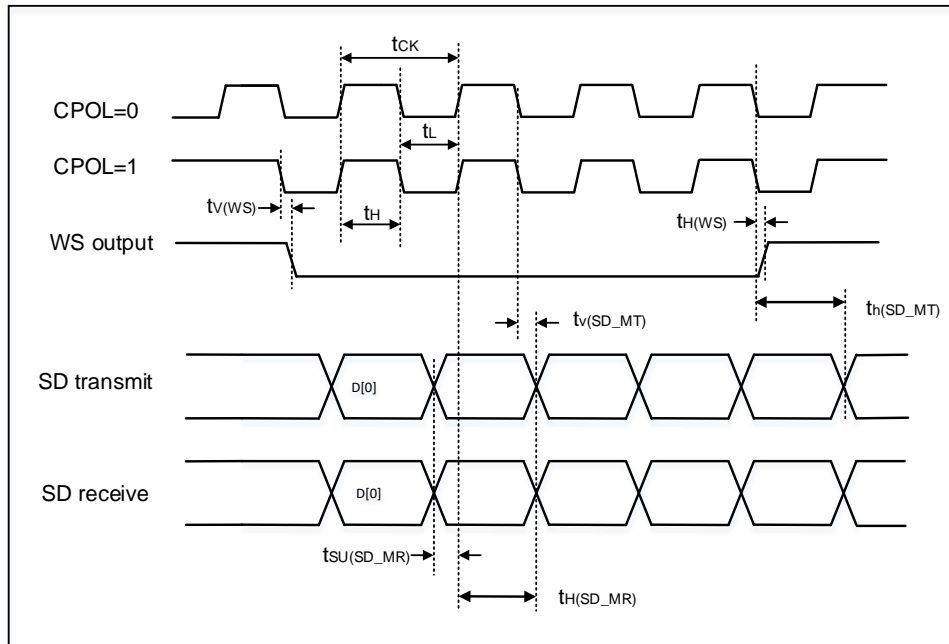 tCK
CPOL=0
tL
CPOL=1
tV(WS)
tH
tH(WS)
WS output
tv(SD_MT)
th(SD_MT)
SD transmit
D[0]
SD receive
D[0]
tSU(SD_MR)
tH(SD_MR)